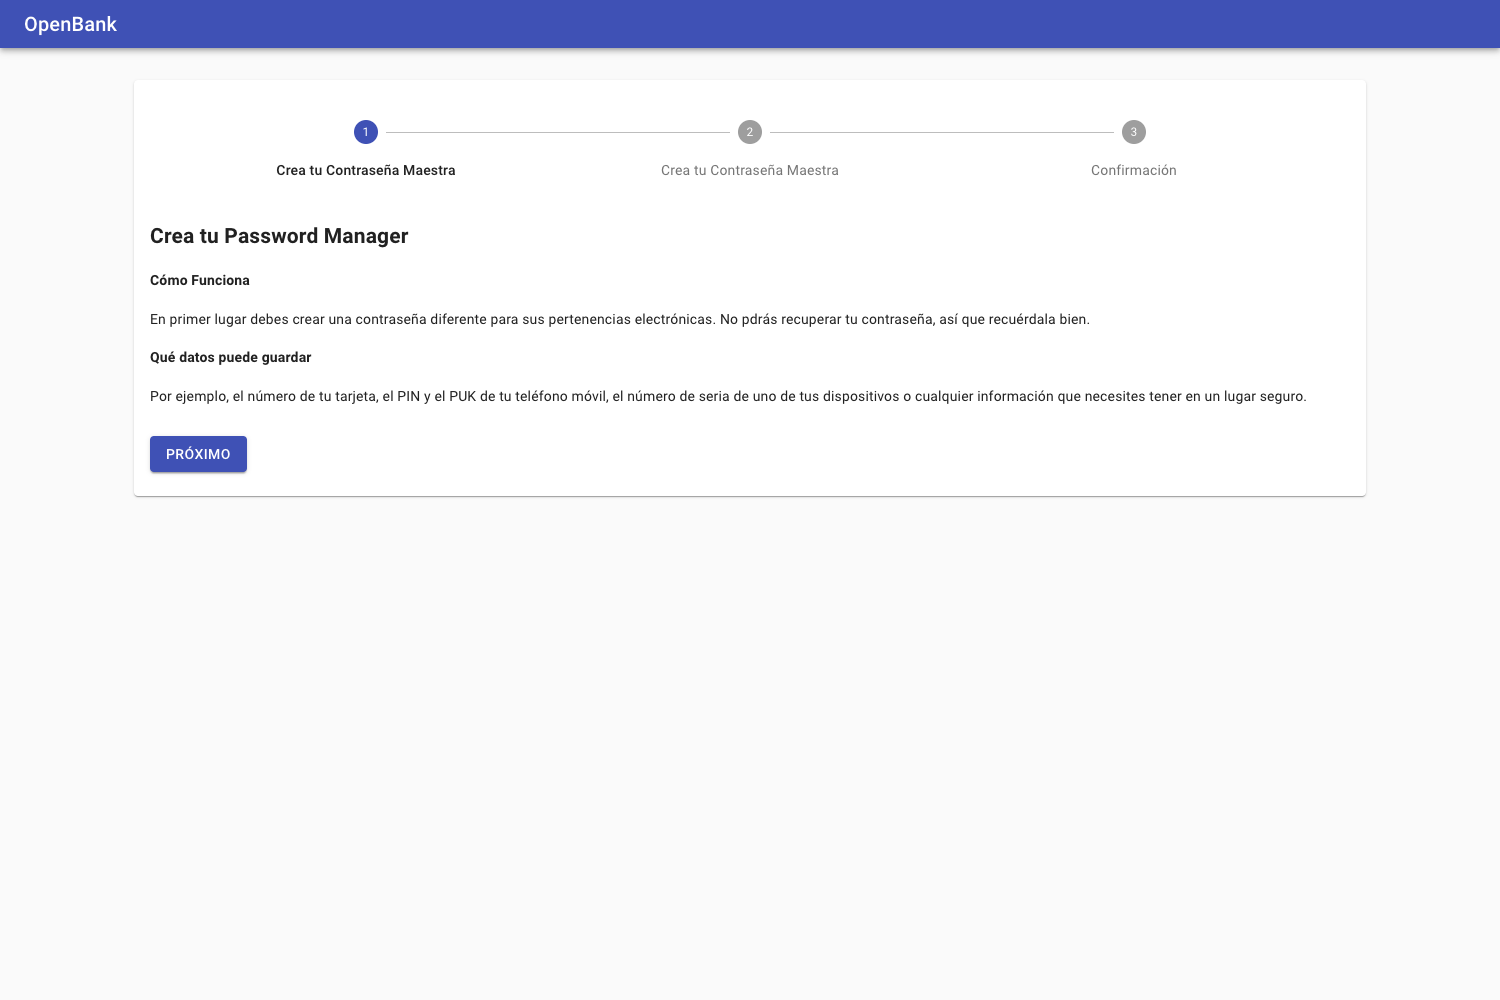 OpenBank
1
2
3
Crea tu Contraseña Maestra
Crea tu Contraseña Maestra
Confirmación
Crea tu Password Manager
Cómo Funciona
En primer lugar debes crear una contraseña diferente para sus pertenencias electrónicas. No pdrás recuperar tu contraseña, así que recuérdala bien.
Qué datos puede guardar
Por ejemplo, el número de tu tarjeta, el PIN y el PUK de tu teléfono móvil, el número de seria de uno de tus dispositivos o cualquier información que necesites tener en un lugar seguro.
PRÓXIMO